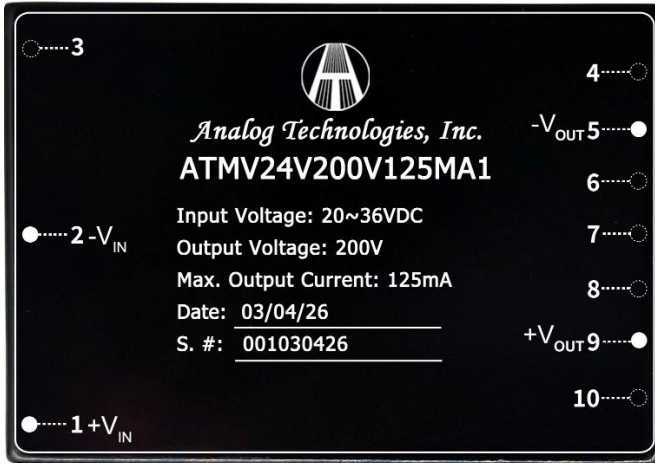 3
4
Analog Technologies, Inc.
-VOUT 5
ATMV24V200V125MA1
6
Input Voltage: 20~36VDC
2 -VIN
7
Output Voltage: 200V
Max. Output Current: 125mA
8
Date: 03/04/26
S. #: 001030426
+VOUT 9
10
1 +VIN